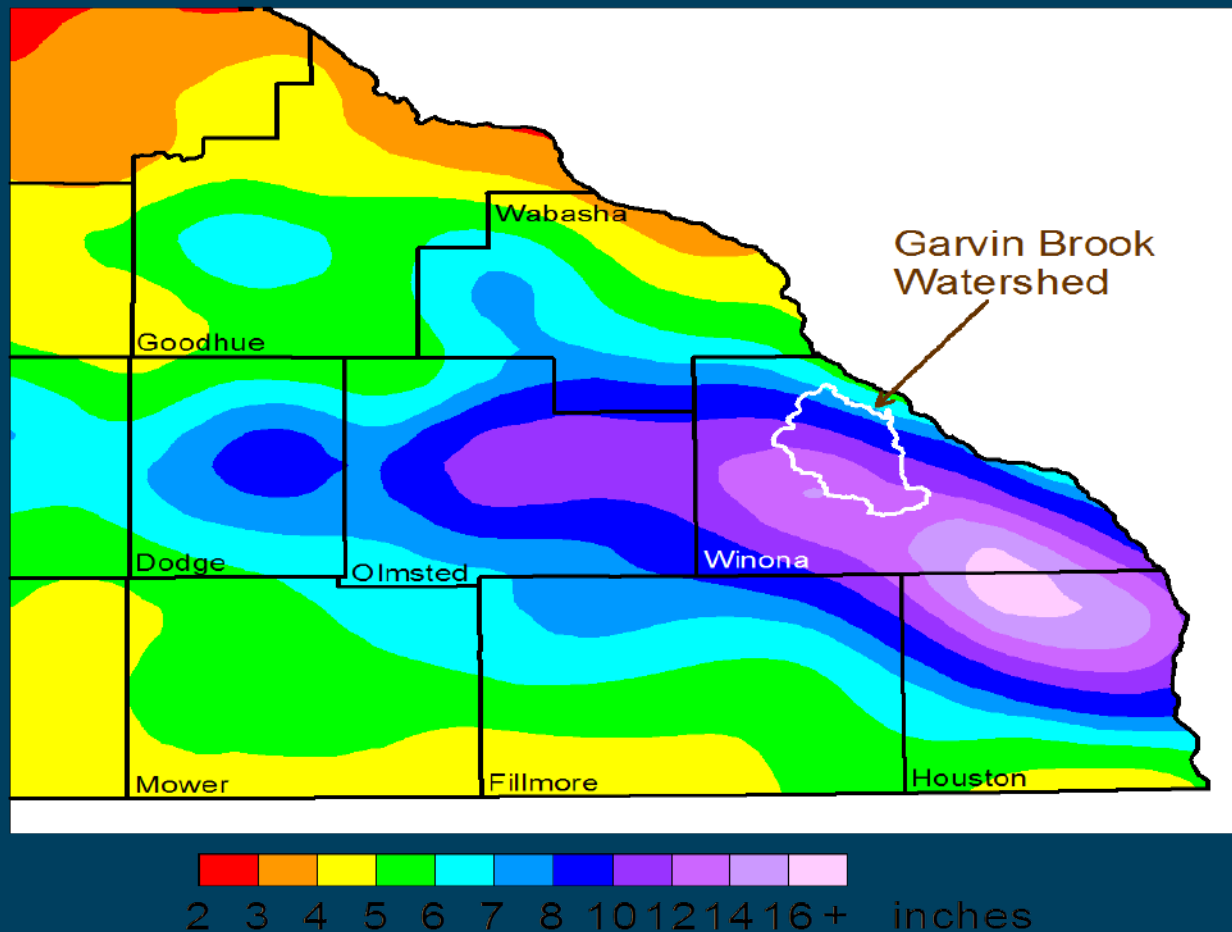 Wabasha
Garvin Brook
Watershed
Goodhue
Dodge
Olmsted
Winona
Mower
Fillmore
Houston
2 3 4 5 6 7 8 10 12 14 16 + inches